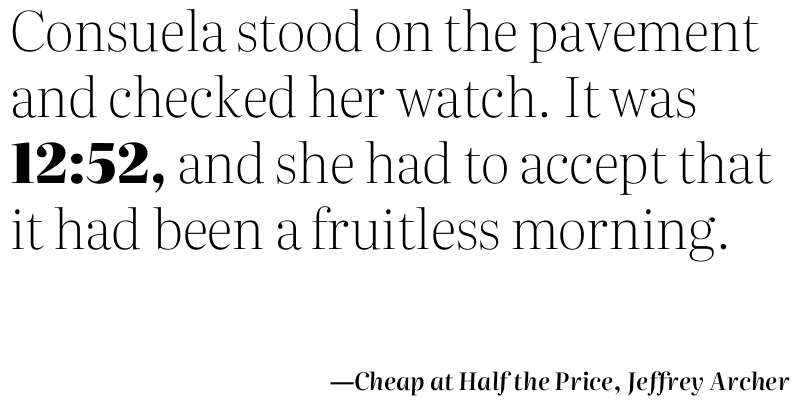 Consuela stood on the pavement
and checked her watch. It was
12:52, and she had to accept that
it had been a fruitless morning.
—Cheap at Half the Price, Jeffrey Archer